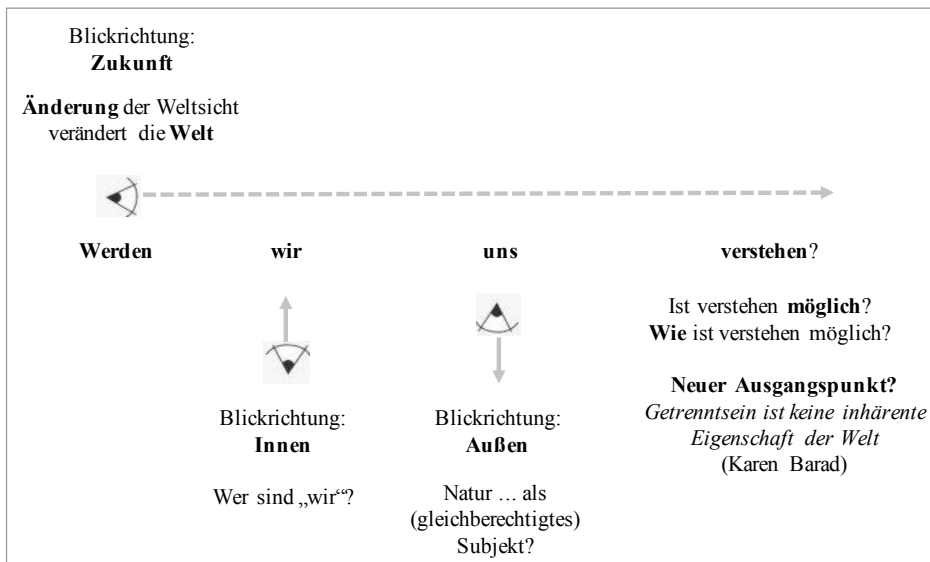 Blickrichtung:
Zukunft
Änderung der Weltsicht
verändert die Welt
Werden
wir
uns
verstehen?
Blickrichtung:
Innen
Wer sind „wir“?
Blickrichtung:
Außen
Natur … als
(gleichberechtigtes)
Subjekt?
Ist verstehen möglich?
Wie ist verstehen möglich?
Neuer Ausgangspunkt?
Getrenntsein ist keine inhärente
Eigenschaft der Welt
(Karen Barad)